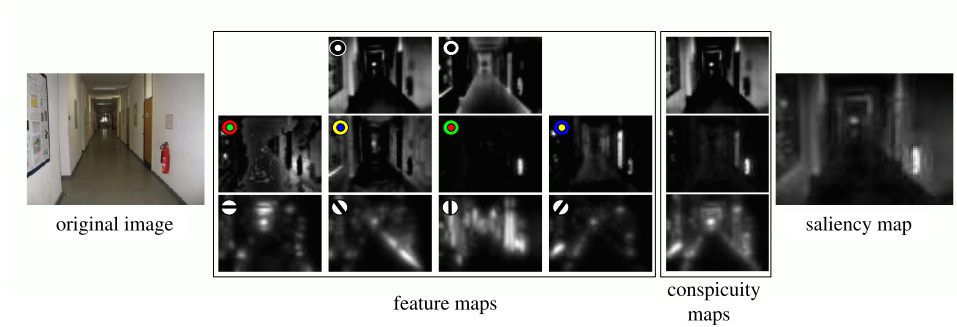 original image
feature maps
conspicuity
maps
saliency map